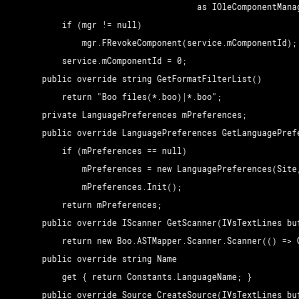 as IOleComponentManag
if (mgr != null)
mgr.FRevokeComponent(service.mComponentId);
service.mComponentId = 0;
public override string GetFormatFilterList()
return "Boo files(*.boo)|*.boo";
private LanguagePreferences mPreferences;
public override LanguagePreferences GetLanguagePrefe
if (mPreferences == null)
mPreferences = new LanguagePreferences(Site,
mPreferences.Init();
return mPreferences;
public override IScanner GetScanner(IVsTextLines buf
return new Boo.ASTMapper.Scanner.Scanner(() => G
public override string Name
get { return Constants.LanguageName; }
public override Source CreateSource(IVsTextLines buf